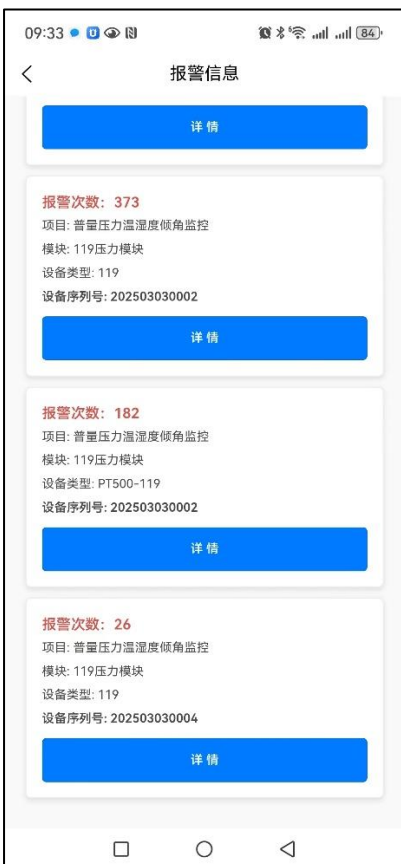 09:33
84
报警信息
详情
报警次数: 373
项目: 普量压力温湿度倾角监控
模块: 119压力模块
设备类型: 119
设备序列号: 202503030002
详情
报警次数: 182
项目: 普量压力温湿度倾角监控
模块: 119压力模块
设备类型: PT500-119
设备序列号: 202503030002
详情
报警次数: 26
项目: 普量压力温湿度倾角监控
模块: 119压力模块
设备类型: 119
设备序列号: 202503030004
详情